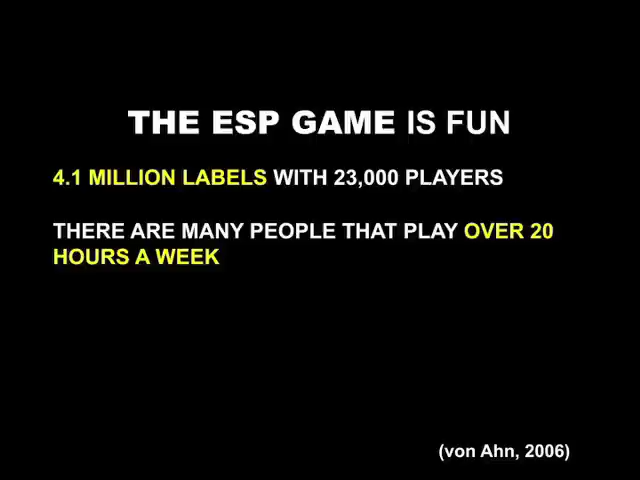 THE ESP GAME IS FUN
4.1 MILLION LABELS WITH 23,000 PLAYERS
THERE ARE MANY PEOPLE THAT PLAY OVER 20
HOURS A WEEK
(von Ahn, 2006)